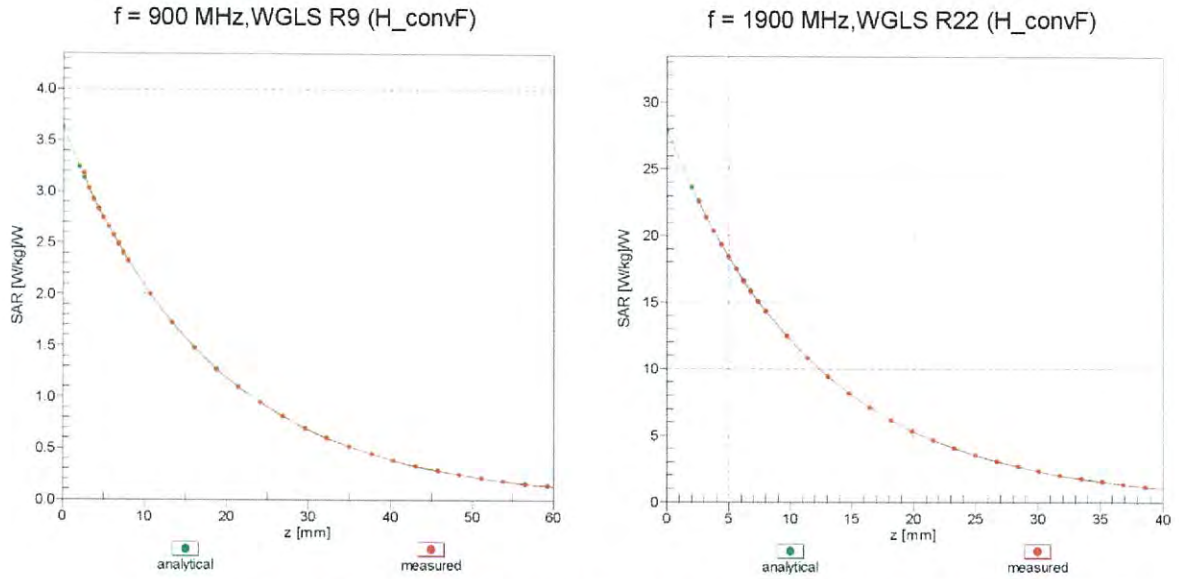 f = 900 MHz,WGLS R9 (H_convF)
4.0
3.5
3.0
2.5
2.0
1.5
1.0
0.5
0.0
SAR [W/kg]/W
0 10 20 30 40 50 60
z [mm]
analytical measured
f = 1900 MHz,WGLS R22 (H_convF)
30
25
20
15
10
5
0
SAR [W/kg]/W
0 5 10 15 20 25 30 35 40
z [mm]
analytical measured